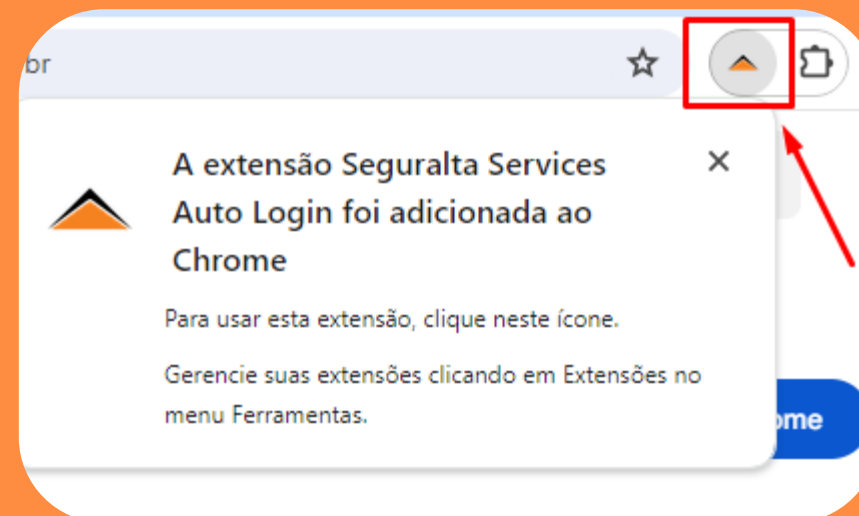 br
A extensão Seguralta Services
Auto Login foi adicionada ao
Chrome
Para usar esta extensão, clique neste ícone.
Gerencie suas extensões clicando em Extensões no
menu Ferramentas.
ome